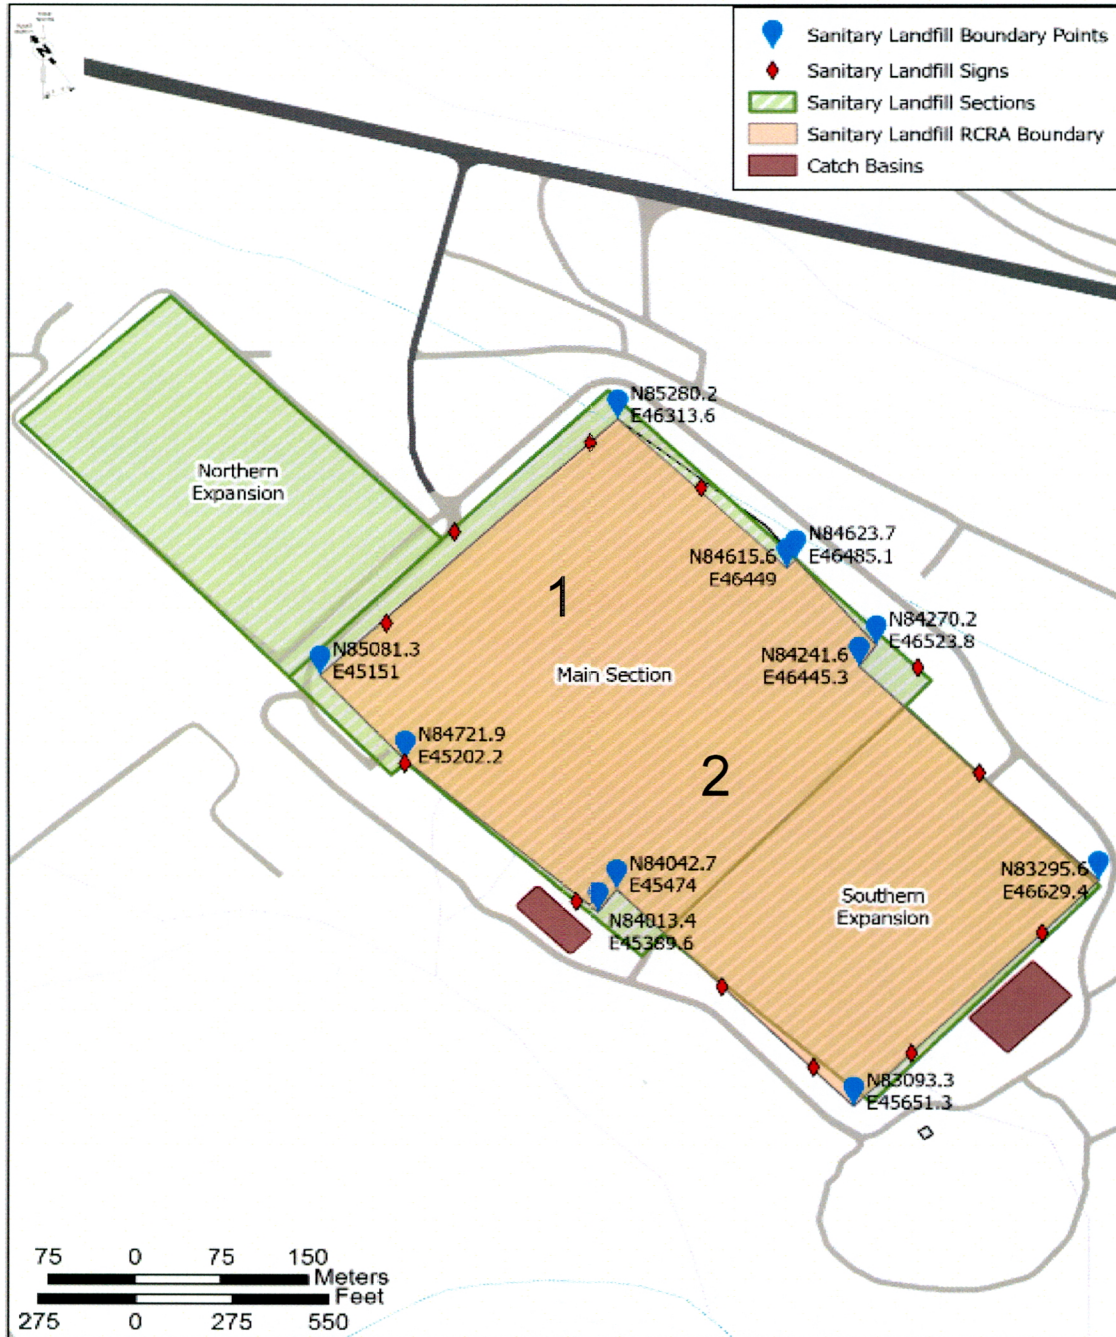 Sanitary Landfill Boundary Points
Sanitary Landfill Signs
Sanitary Landfill Sections
Sanitary Landfill RCRA Boundary
Catch Basins
N
N85280.2
E46313.6
Northern
Expansion
N84623.7
E46485.1
N84615.6
E46449
1
N84270.2
E46523.8
N84241.6
E46445.3
N85081.3
E45151
Main Section
N84721.9
E45202.2
2
N84042.7
E45474
N83295.6
E46629.4
Southern
Expansion
N84013.4
E45389.6
N83093.3
E45651.3
75 0 75 150
Meters
Feet
275 0 275 550